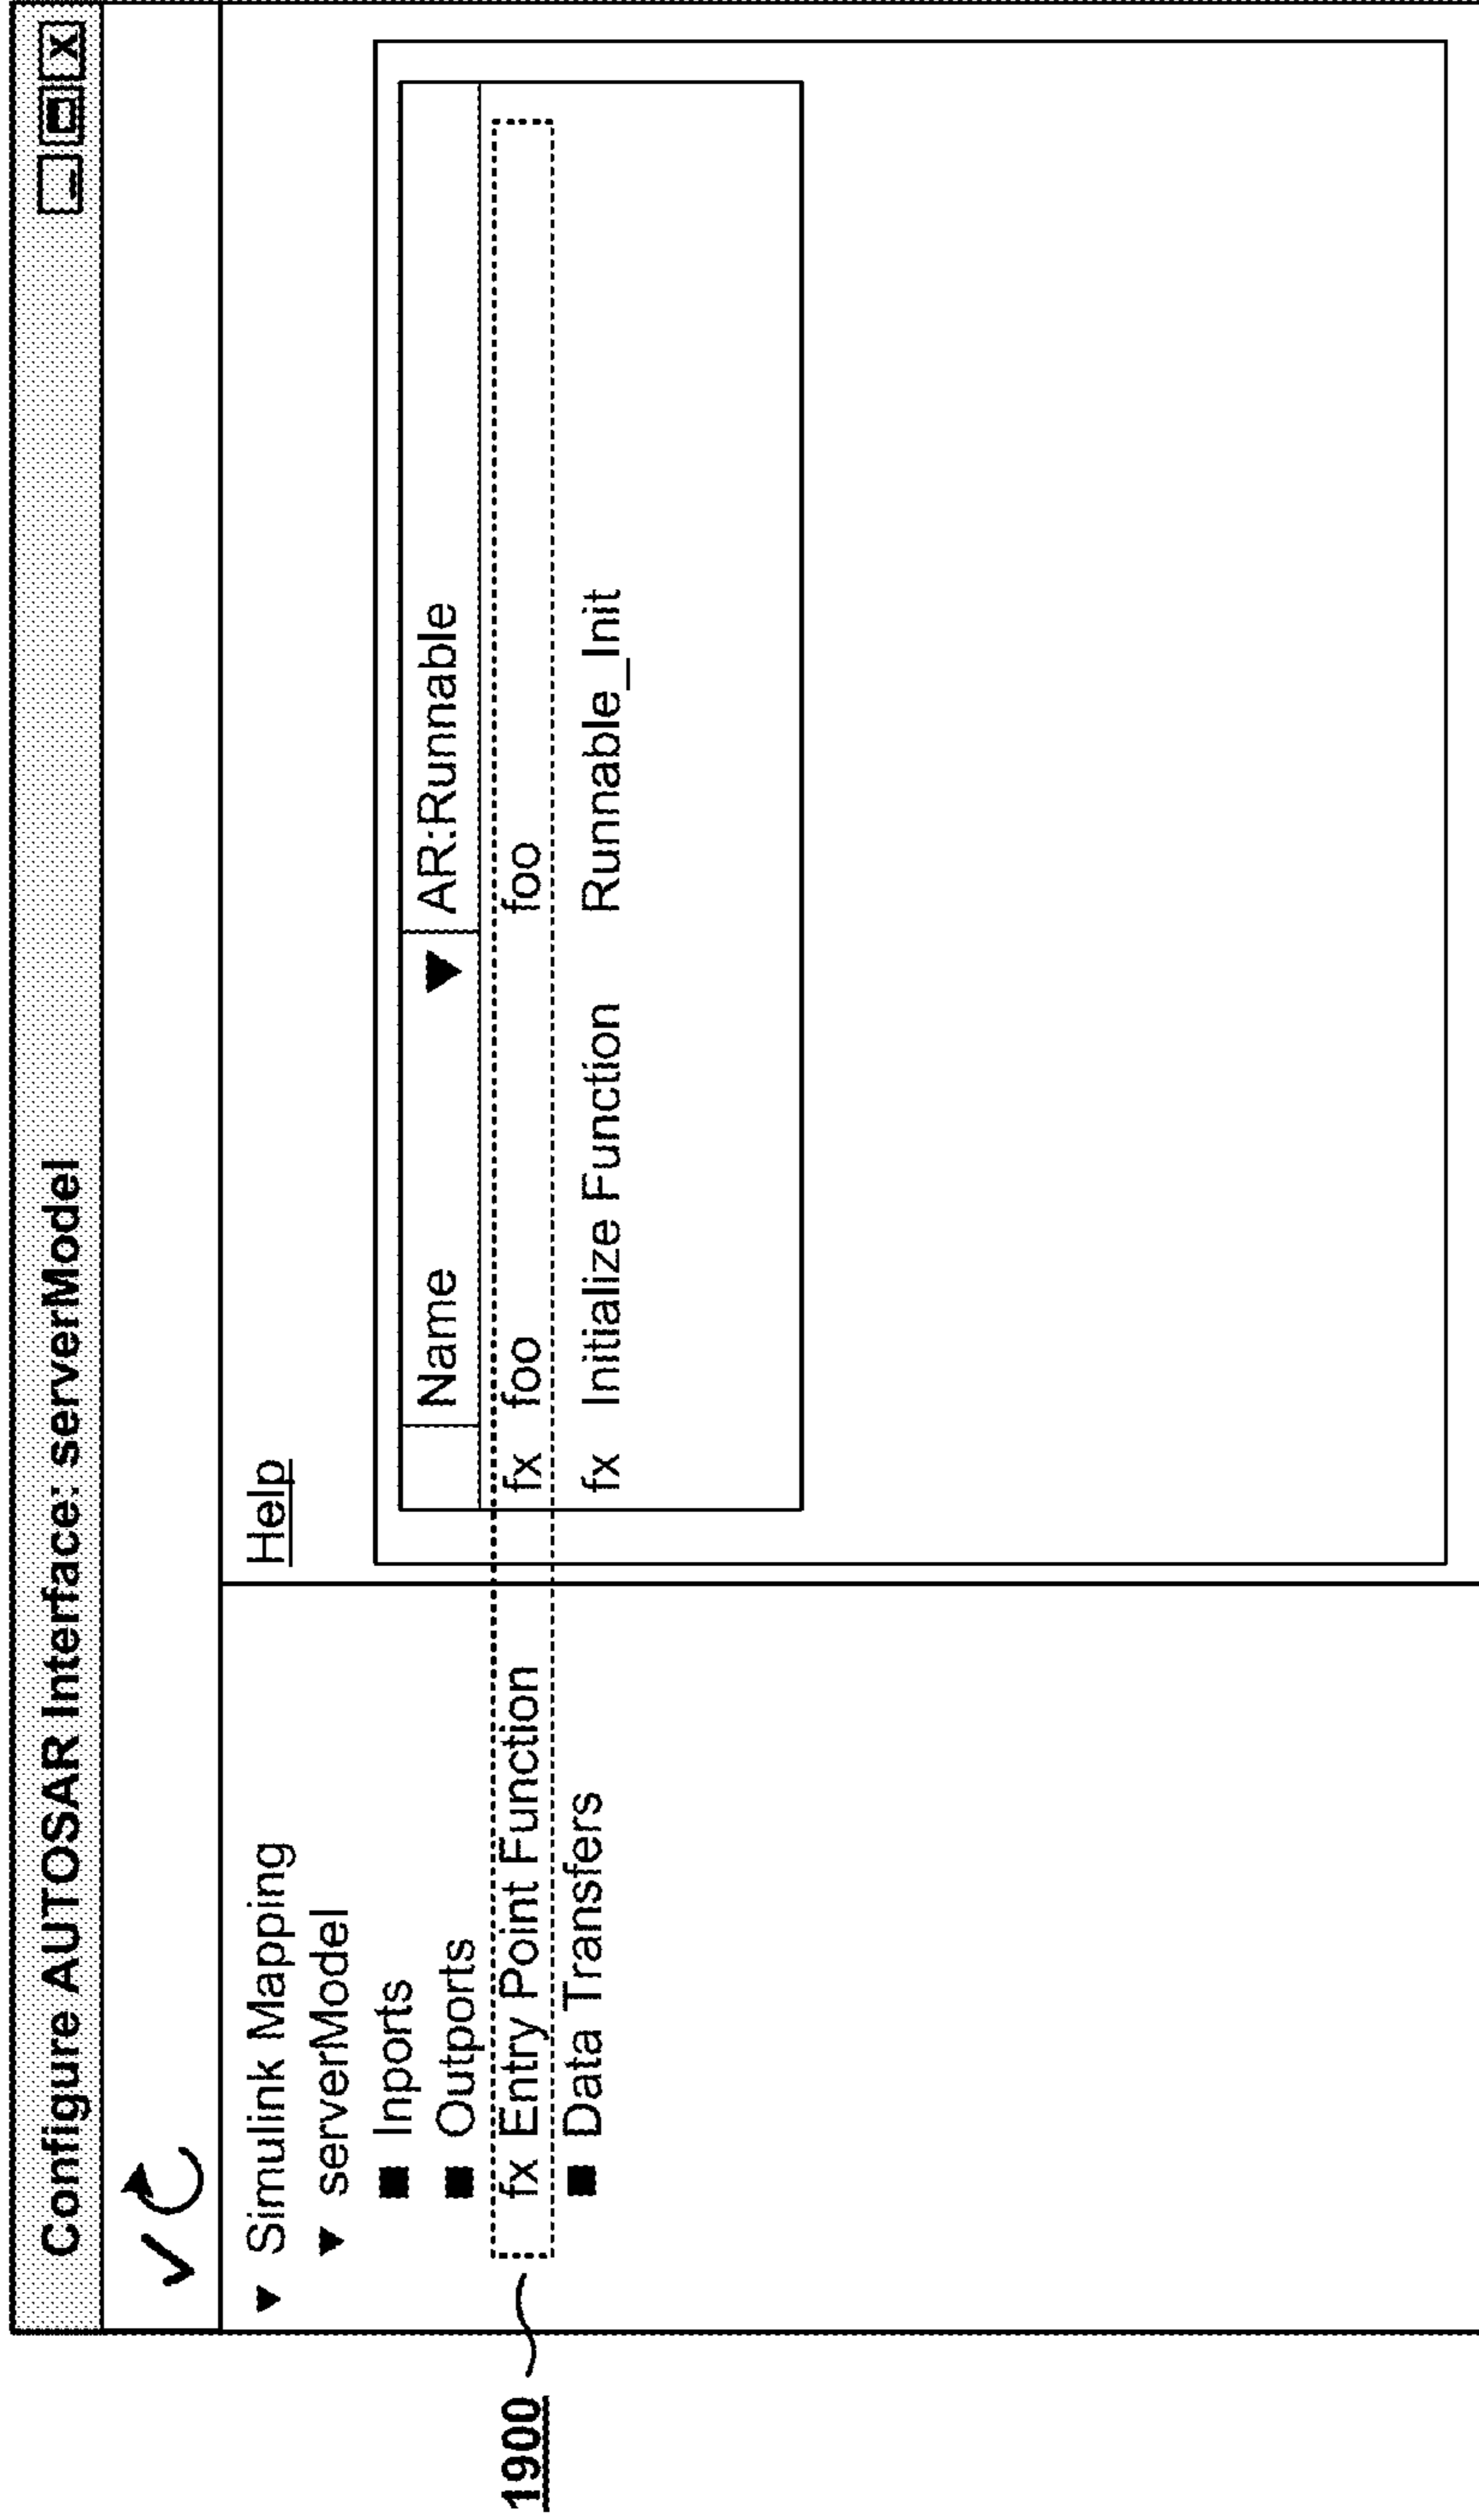 Configure AUTOSAR Interface: serverModel
Simulink Mapping
serverModel
Inports
Outports
fx Entry Point Function
Data Transfers
1900
Help
Name AR:Runnable
fx foo foo
fx Initialize Function Runnable_Init